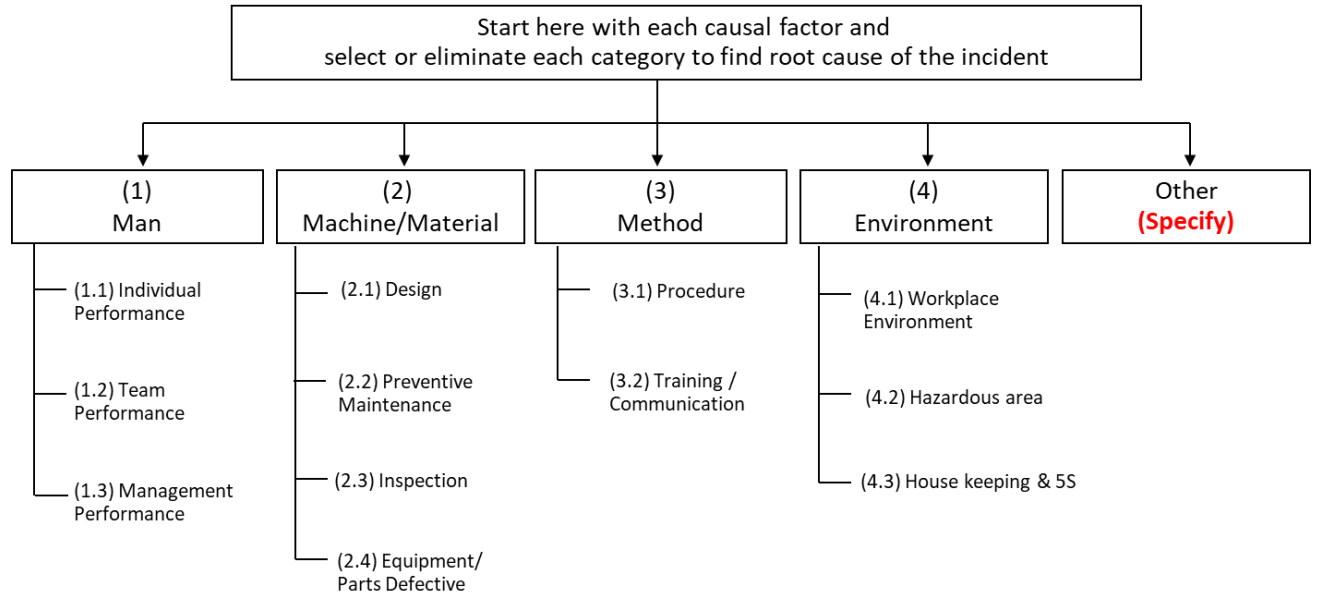 Start here with each causal factor and
select or eliminate each category to find root cause of the incident
(1)
Man
(2)
Machine/Material
(3)
Method
(4)
Environment
Other
(Specify)
(1.1) Individual
Performance
(1.2) Team
Performance
(1.3) Management
Performance
(2.1) Design
(2.2) Preventive
Maintenance
(2.3) Inspection
(2.4) Equipment/
Parts Defective
(3.1) Procedure
(3.2) Training /
Communication
(4.1) Workplace
Environment
(4.2) Hazardous area
(4.3) House keeping & 5S